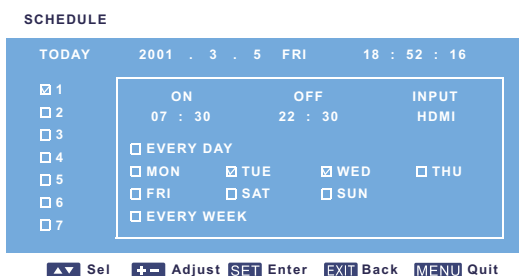 SCHEDULE
TODAY 2001 . 3 . 5 FRI 18 : 52 : 16
1
2
3
4
5
6
7
ON OFF INPUT
07 : 30 22 : 30 HDMI
EVERY DAY
MON TUE WED THU
FRI SAT SUN
EVERY WEEK
Sel Adjust SET Enter EXIT Back MENU Quit